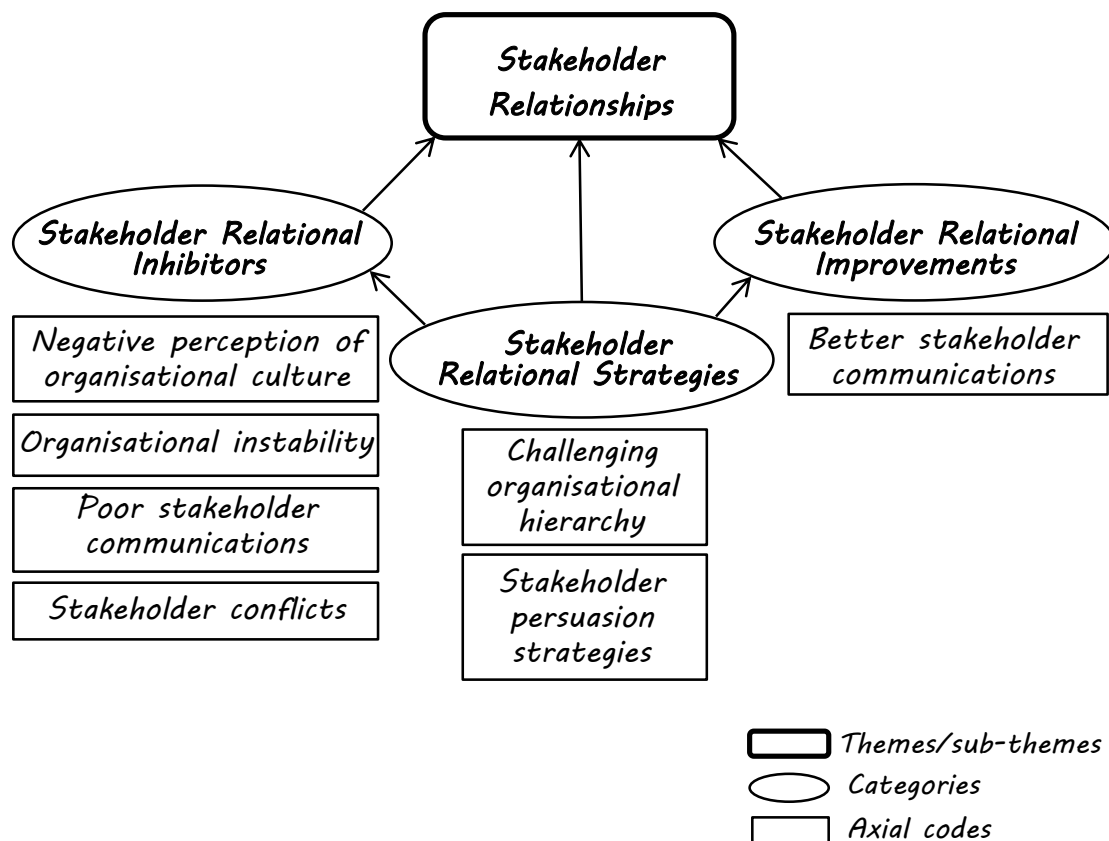 Stakeholder
Relationships
Stakeholder Relational
Inhibitors
Stakeholder Relational
Improvements
Stakeholder
Relational Strategies
Negative perception of
organisational culture
Organisational instability
Poor stakeholder
communications
Stakeholder conflicts
Challenging
organisational
hierarchy
Stakeholder
persuasion
strategies
Better stakeholder
communications
Themes/sub-themes
Categories
Axial codes